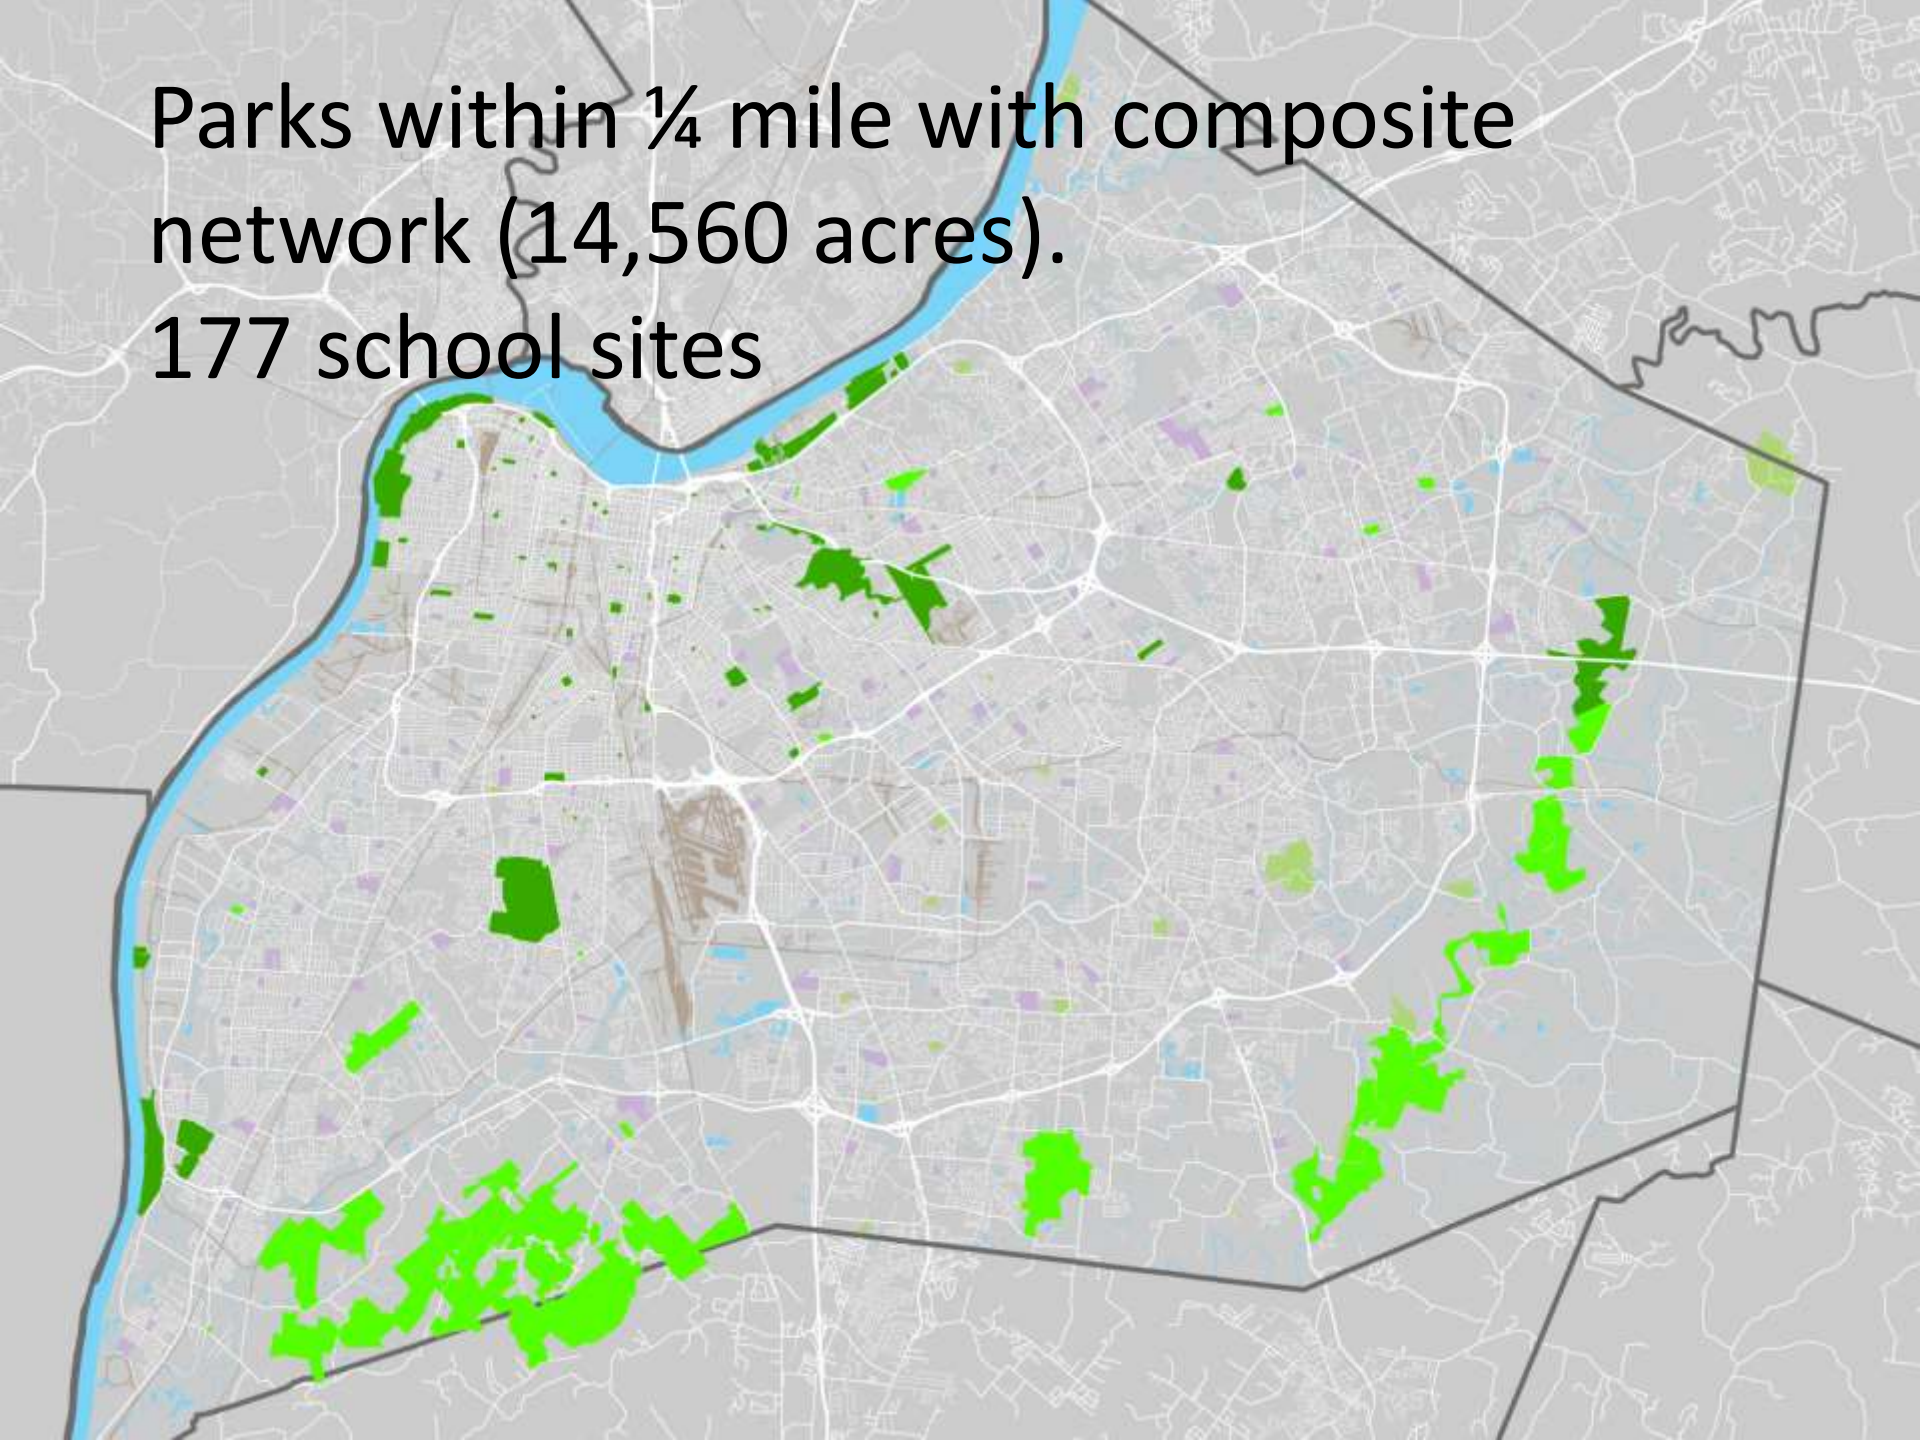 Parks within ¼ mile with composite
network (14,560 acres).
177 school sites